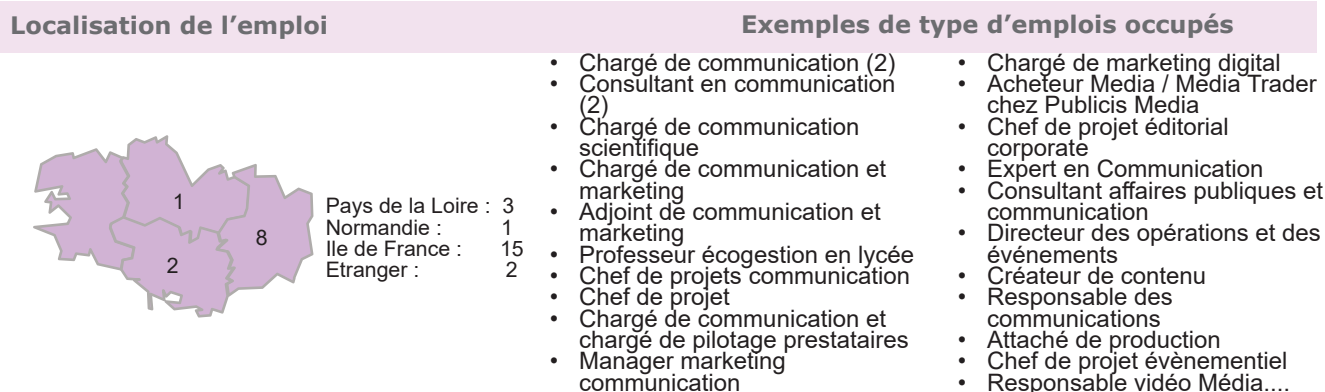 Localisation de l’emploi
Exemples de type d’emplois occupés
1
8
2
Pays de la Loire : 3
Normandie : 1
Ile de France : 15
Etranger : 2
• Chargé de communication (2)
• Consultant en communication
(2)
• Chargé de communication
scientifique
• Chargé de communication et
marketing
• Adjoint de communication et
marketing
• Professeur écogestion en lycée
• Chef de projets communication
• Chef de projet
• Chargé de communication et
chargé de pilotage prestataires
• Manager marketing
communication
• Chargé de marketing digital
• Acheteur Media / Media Trader
chez Publicis Media
• Chef de projet éditorial
corporate
• Expert en Communication
• Consultant affaires publiques et
communication
• Directeur des opérations et des
événements
• Créateur de contenu
• Responsable des
communications
• Attaché de production
• Chef de projet évènementiel
• Responsable vidéo Média....